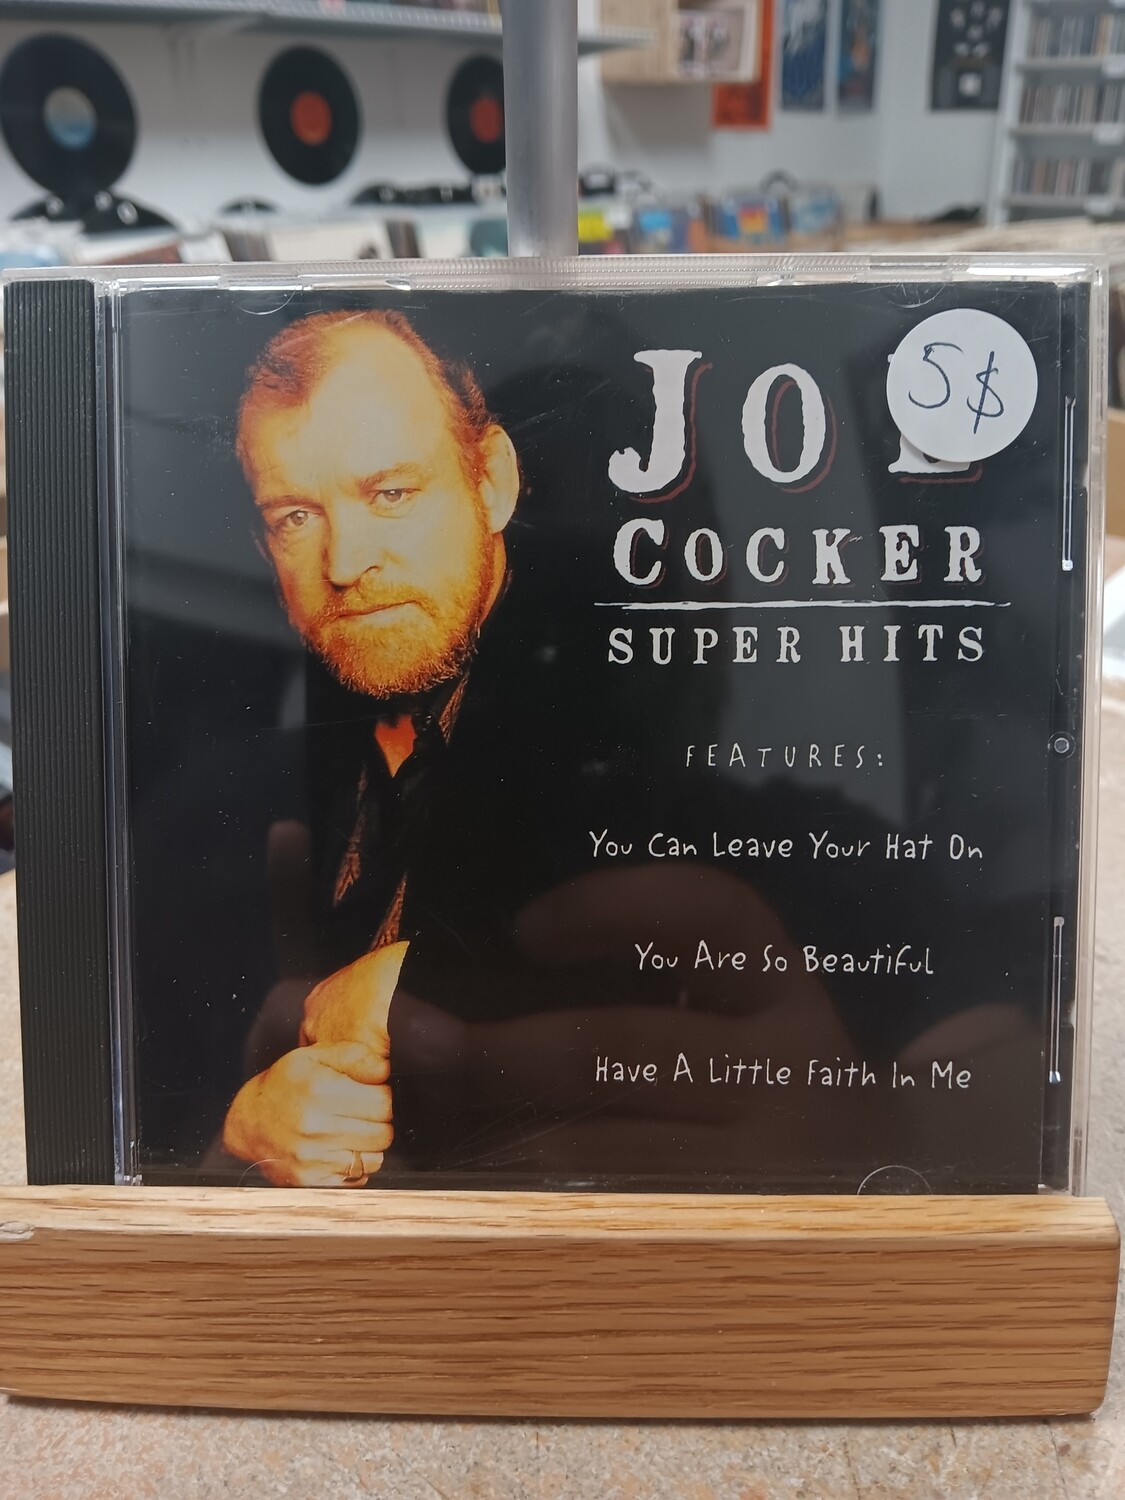 JOE
5$
COCKER
SUPER HITS
FEATURES:
You Can Leave Your Hat On
You Are So Beautiful
Have A Little Faith In Me